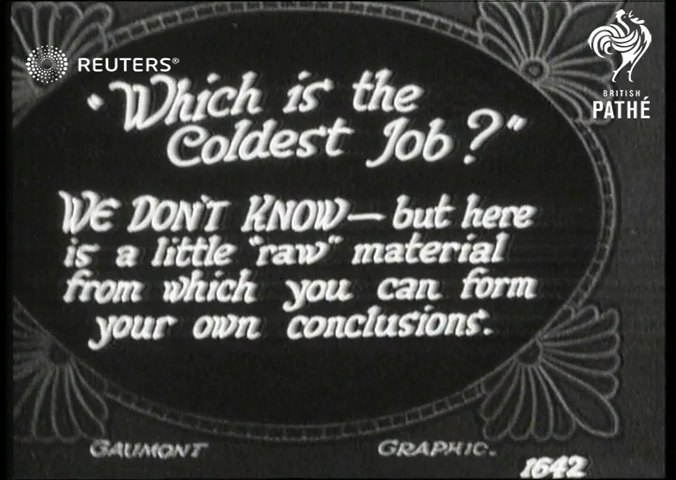 REUTERS®
BRITISH
PATHÉ
"Which is the
Coldest Job?"
WE DON'T KNOW — but here
is a little "raw" material
from which you can form
your own conclusions.
GAUMONT GRAPHIC.
1642